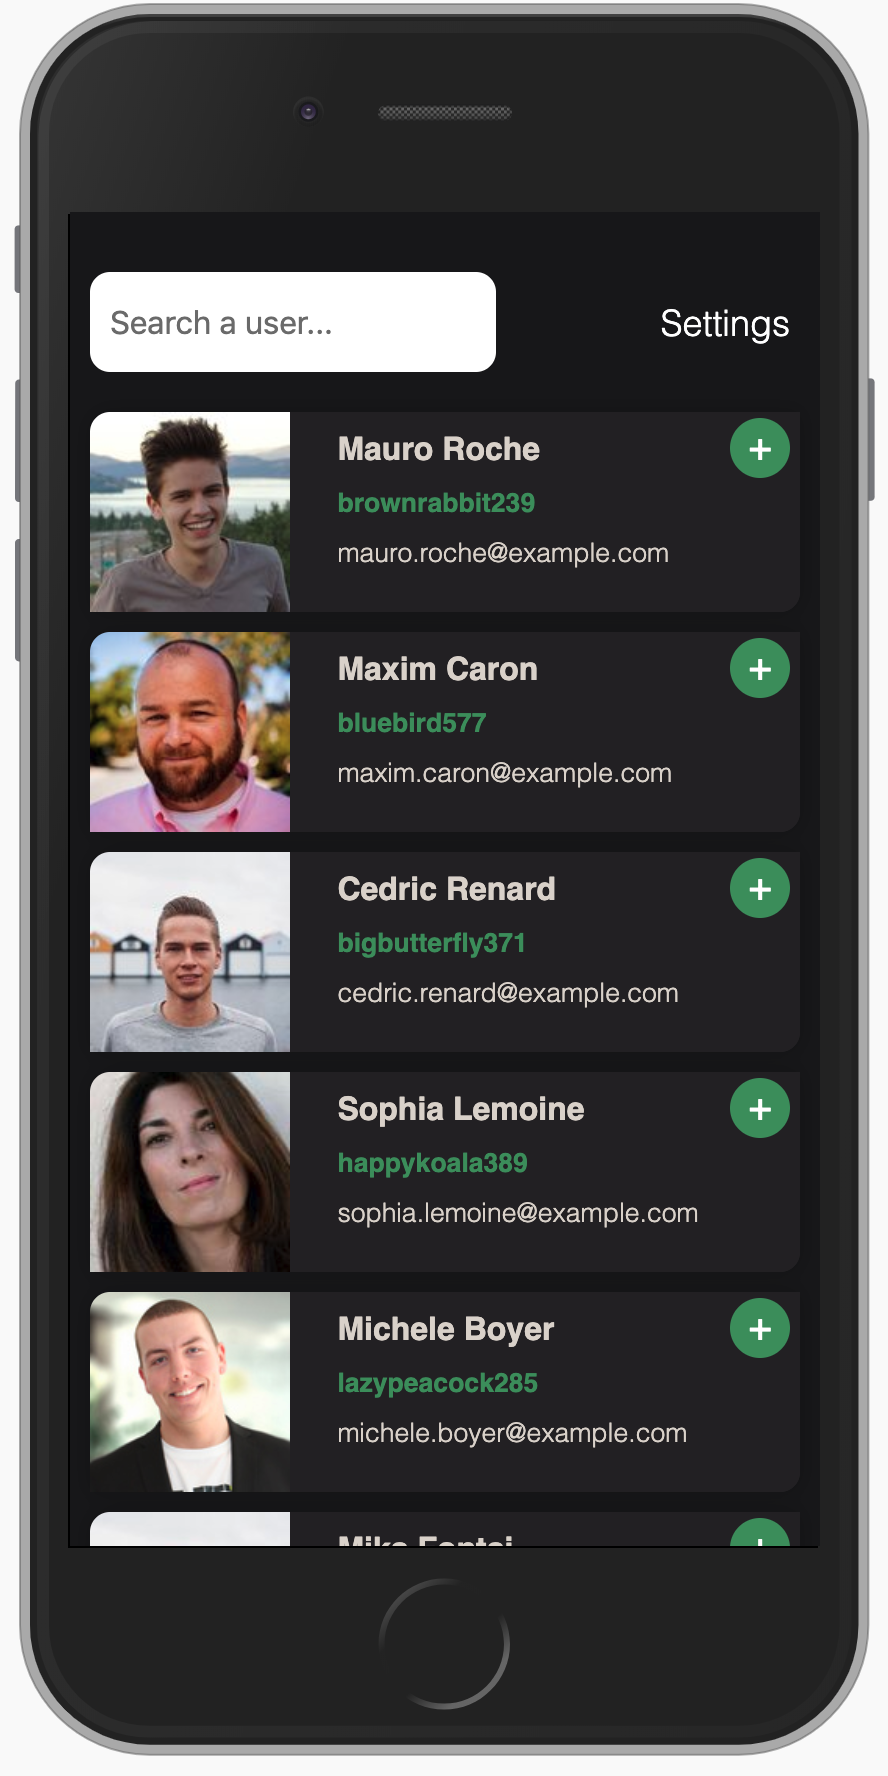 Search a user...
Settings
Mauro Roche
+
brownrabbit239
mauro.roche@example.com
Maxim Caron
+
bluebird577
maxim.caron@example.com
Cedric Renard
+
bigbutterfly371
cedric.renard@example.com
Sophia Lemoine
+
happykoala389
sophia.lemoine@example.com
Michele Boyer
+
lazypeacock285
michele.boyer@example.com